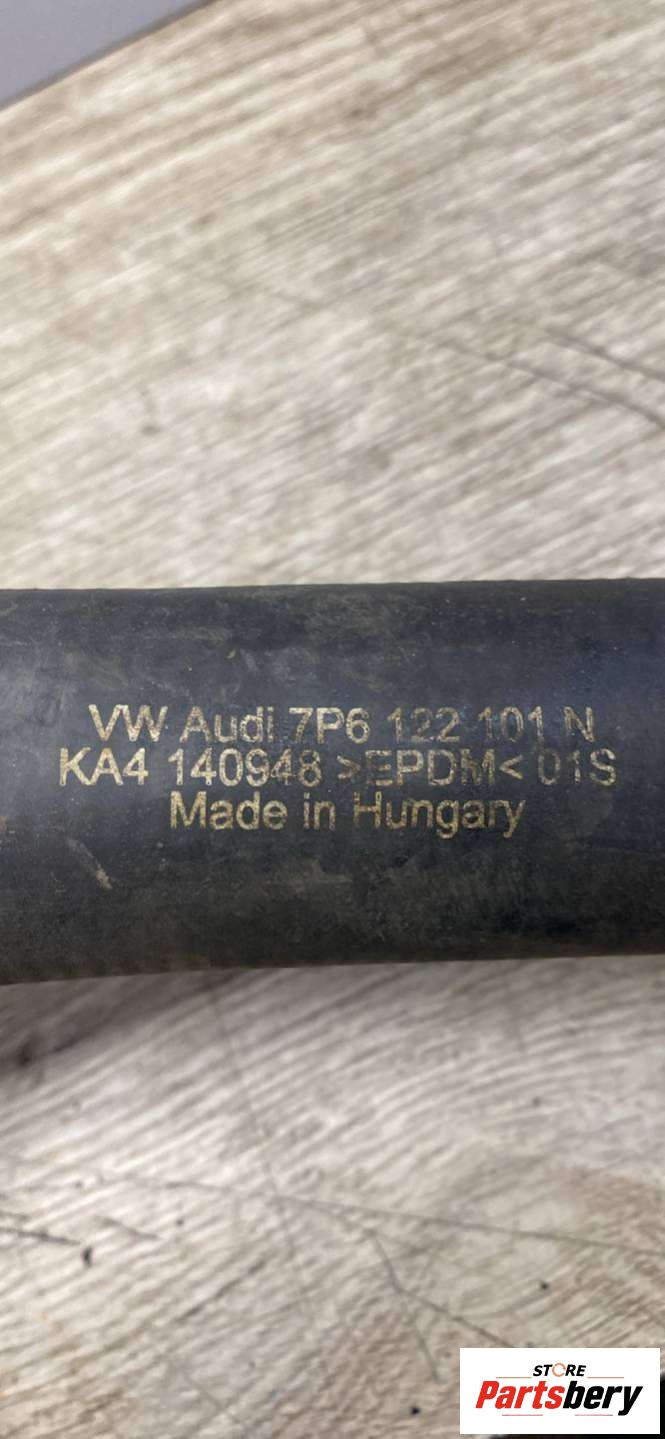 VW Audi 7P6 122 101 N
KA4 140948 >EPDM< 01S
Made in Hungary
STORE
Partsbery